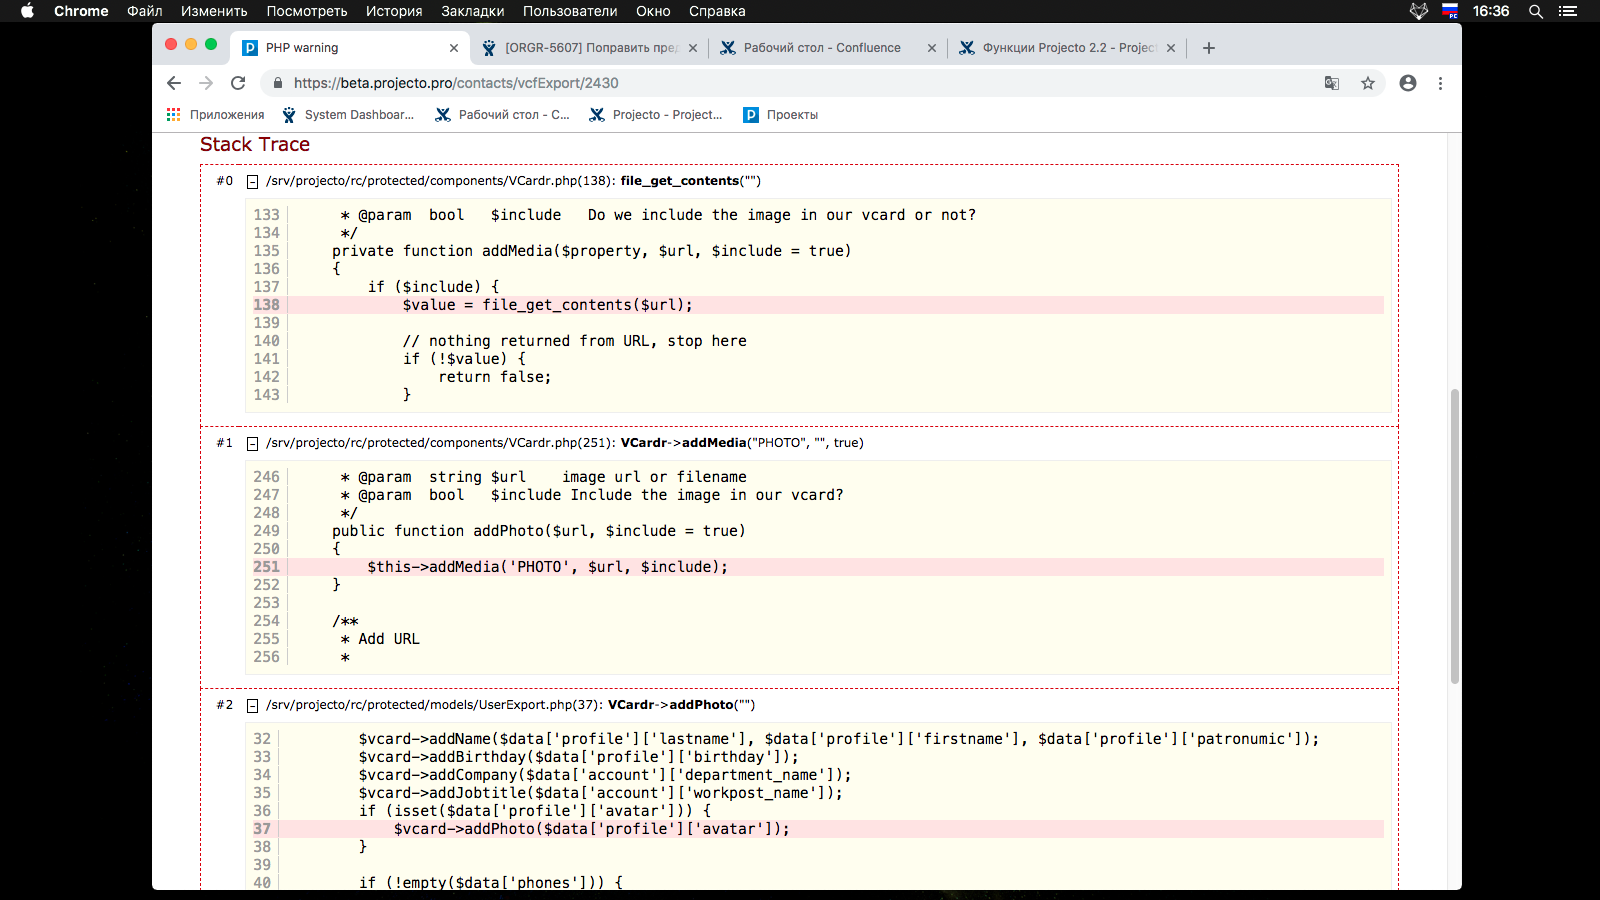 Chrome Файл Изменить Посмотреть История Закладки Пользователи Окно Справка РС 16:36
PHP warning [ORGR-5607] Поправить пред Рабочий стол - Confluence Функции Projecto 2.2 - Project
https://beta.projecto.pro/contacts/vcfExport/2430
Приложения System Dashboar... Рабочий стол - С... Projecto - Project... Проекты
Stack Trace
#0 /srv/projecto/rc/protected/components/VCardr.php(138): file_get_contents("")
133 * @param bool $include Do we include the image in our vcard or not?
134 */
135 private function addMedia($property, $url, $include = true)
136 {
137 if ($include) {
138 $value = file_get_contents($url);
139
140 // nothing returned from URL, stop here
141 if (!$value) {
142 return false;
143 }
#1 /srv/projecto/rc/protected/components/VCardr.php(251): VCardr->addMedia("PHOTO", "", true)
246 * @param string $url image url or filename
247 * @param bool $include Include the image in our vcard?
248 */
249 public function addPhoto($url, $include = true)
250 {
251 $this->addMedia('PHOTO', $url, $include);
252 }
253
254 /**
255 * Add URL
256 *
#2 /srv/projecto/rc/protected/models/UserExport.php(37): VCardr->addPhoto("")
32 $vcard->addName($data['profile']['lastname'], $data['profile']['firstname'], $data['profile']['patronumic']);
33 $vcard->addBirthday($data['profile']['birthday']);
34 $vcard->addCompany($data['account']['department_name']);
35 $vcard->addJobtitle($data['account']['workpost_name']);
36 if (isset($data['profile']['avatar'])) {
37 $vcard->addPhoto($data['profile']['avatar']);
38 }
39
40 if (!empty($data['phones'])) {